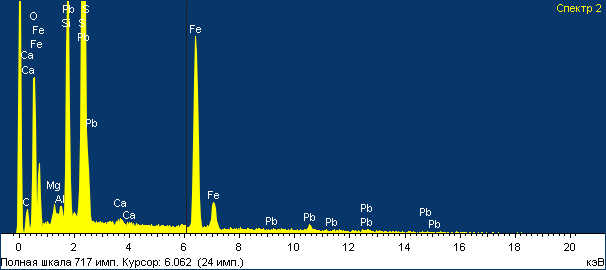 Спектр 2
Pb
S
O
Si
S
Fe
Fe
Fe
Pb
Ca
Ca
Pb
Mg
Al
C
Ca
Ca
Fe
Pb
Pb
Pb
Pb
Pb
Pb
Pb
0 2 4 6 8 10 12 14 16 18 20
Полная шкала 717 имп. Курсор: 6.062 (24 имп.)
кэВ